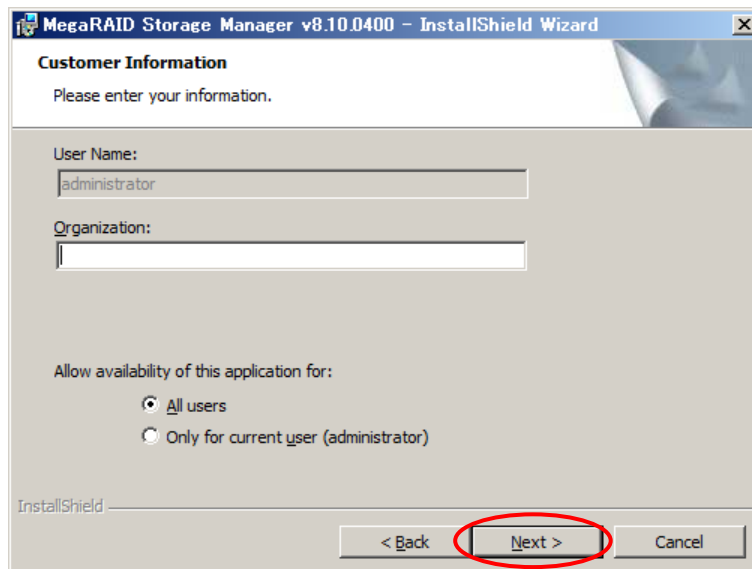 MegaRAID Storage Manager v8.10.0400 - InstallShield Wizard
Customer Information
Please enter your information.
User Name:
administrator
Organization:
Allow availability of this application for:
All users
Only for current user (administrator)
InstallShield
< Back Next > Cancel